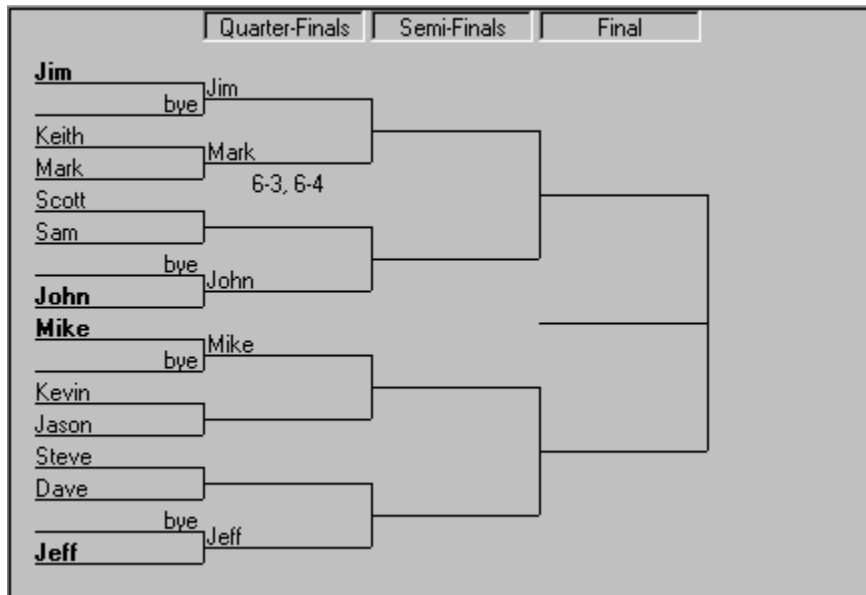 Quarter-Finals Semi-Finals Final
Jim
Jim
bye
Keith
Mark
Mark
6-3, 6-4
Scott
Sam
bye
John
John
Mike
Mike
bye
Kevin
Jason
Steve
Dave
bye
Jeff
Jeff